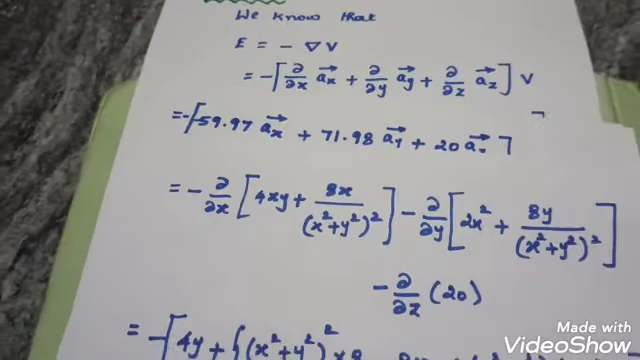 We know that
E = - ∇ V
= -[ ∂/∂x a⃗x + ∂/∂y a⃗y + ∂/∂z a⃗z ] V
= -[ 59.97 a⃗x + 71.98 a⃗y + 20 a⃗z ]
= - ∂/∂x [ 4xy + 8x/(x²+y²)² ] - ∂/∂y [ 2x² + 8y/(x²+y²)² ]
- ∂/∂z (20)
= -[ 4y + { (x²+y²)² × 8
Made with
VideoShow